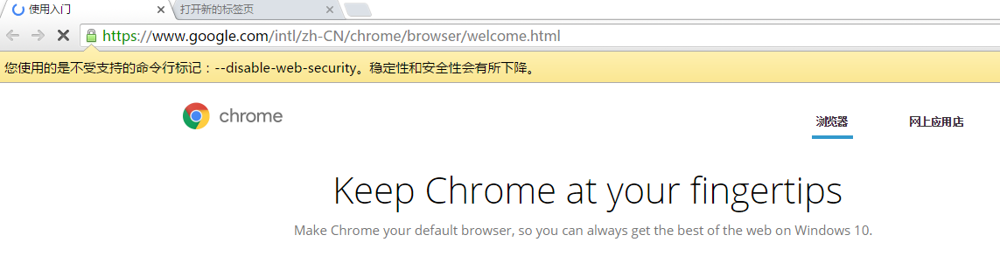 使用入门
打开新的标签页
https://www.google.com/intl/zh-CN/chrome/browser/welcome.html
您使用的是不受支持的命令行标记：--disable-web-security。稳定性和安全性会有所下降。
chrome
浏览器
网上应用店
Keep Chrome at your fingertips
Make Chrome your default browser, so you can always get the best of the web on Windows 10.